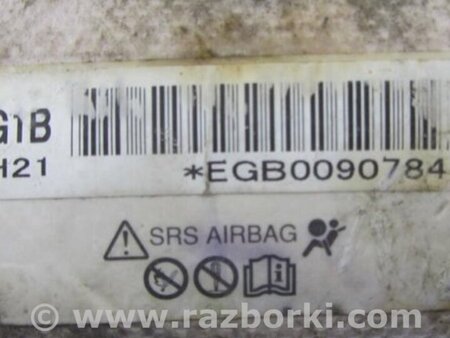 G1B
H21
*EGB0090784
SRS AIRBAG
© www.razborki.com